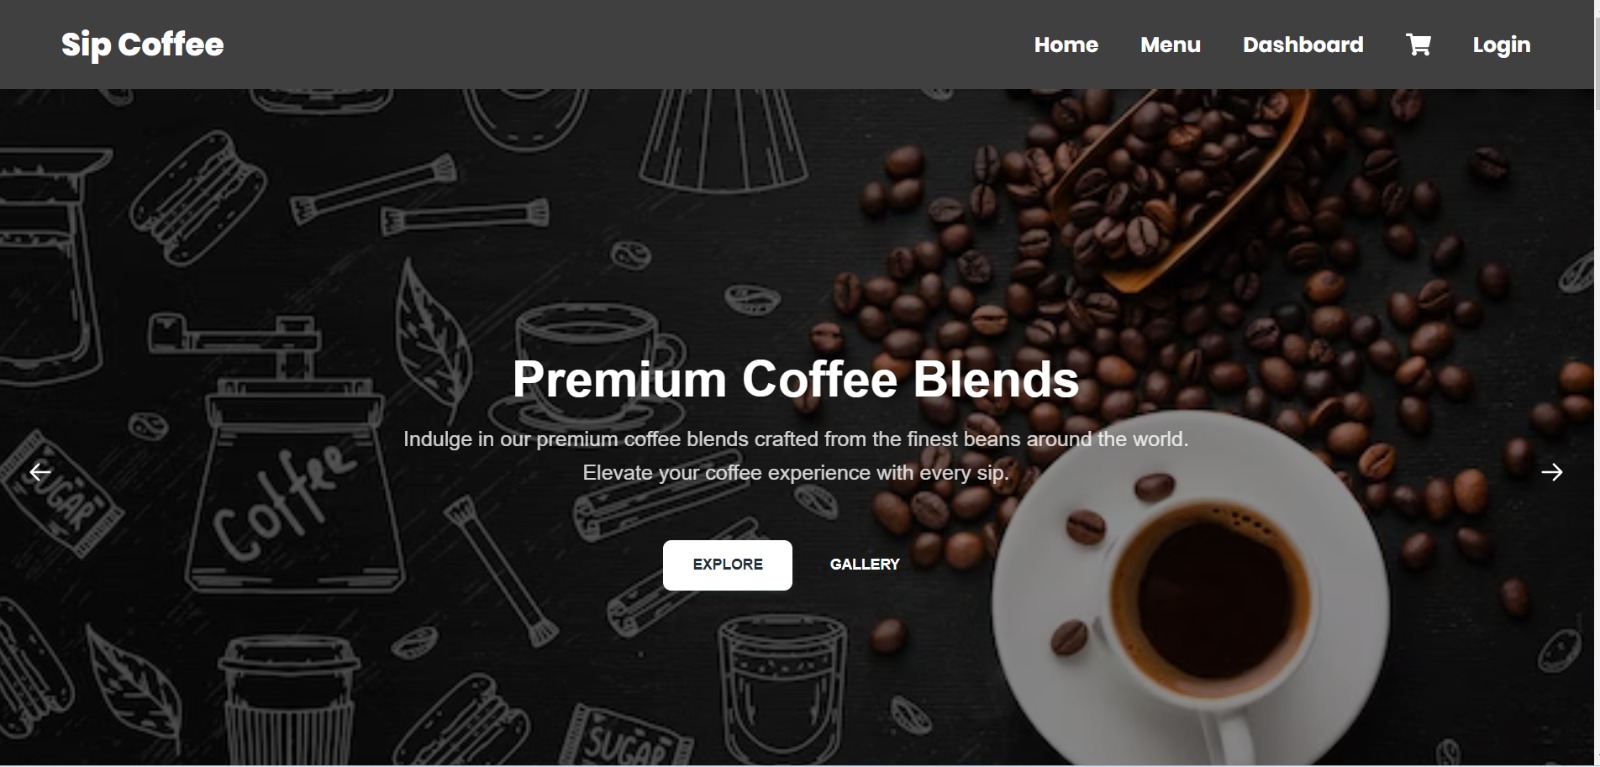 Sip Coffee
Home Menu Dashboard Login
Premium Coffee Blends
Indulge in our premium coffee blends crafted from the finest beans around the world.
Elevate your coffee experience with every sip.
EXPLORE GALLERY
SUGAR
Coffee
SUGAR